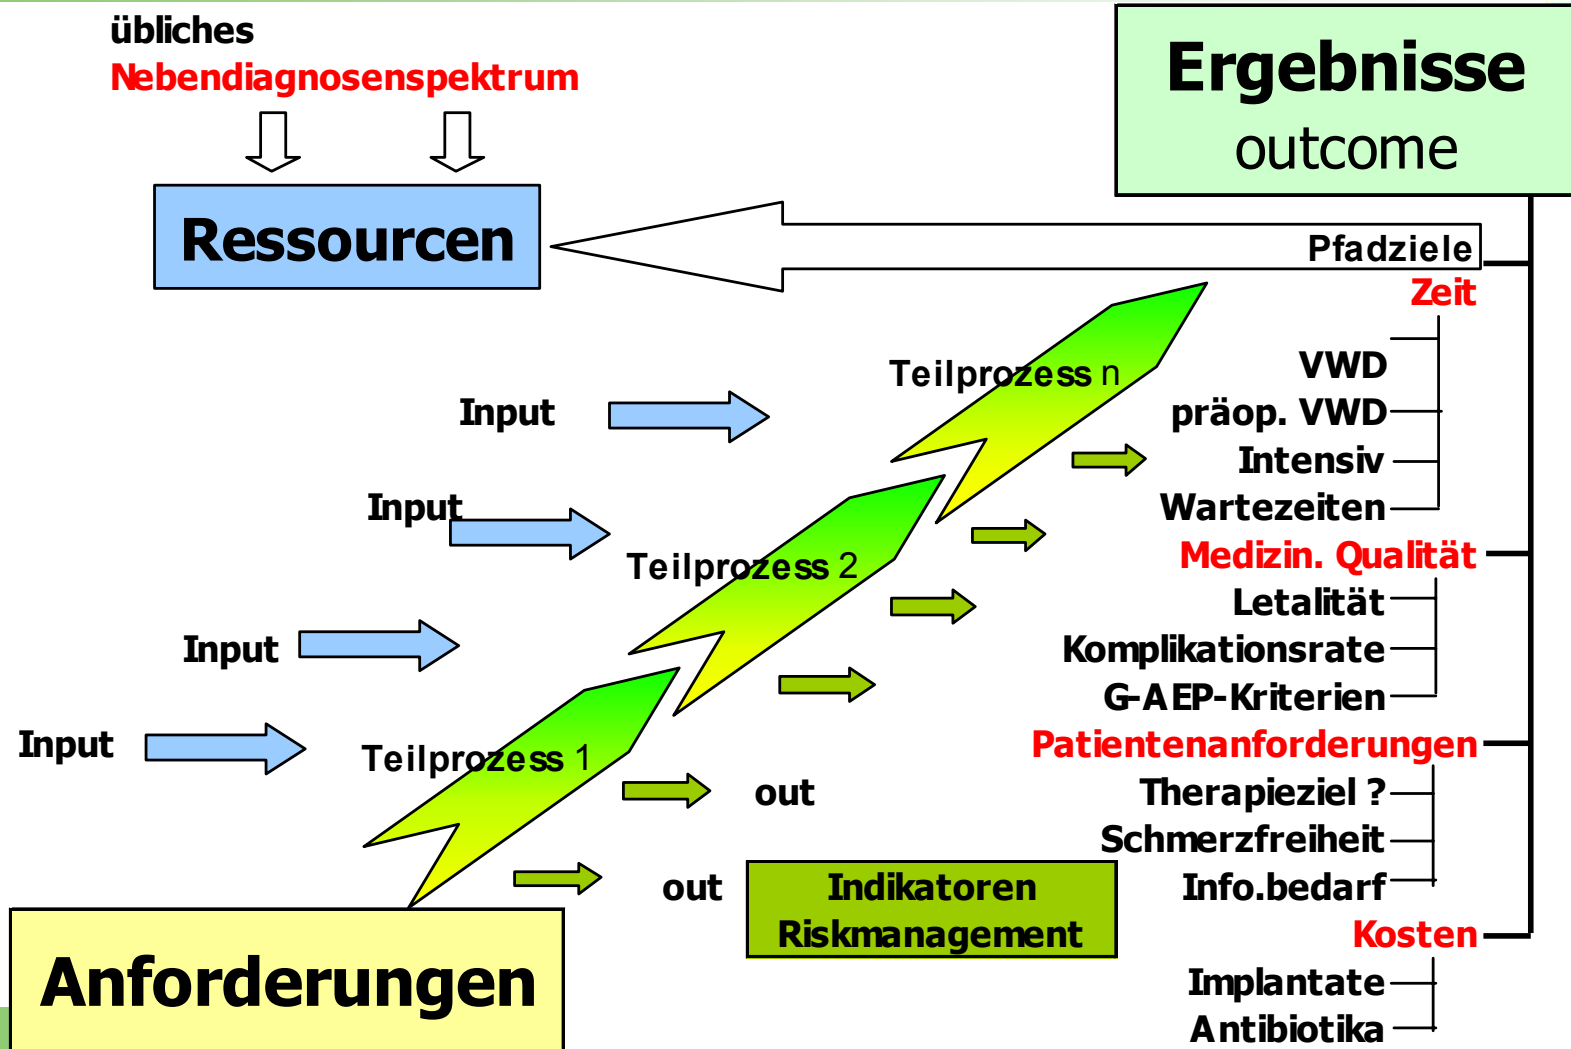 übliches
Nebendiagnosenspektrum
Ergebnisse
outcome
Ressourcen
Pfadziele
Zeit
VWD
präop. VWD
Intensiv
Wartezeiten
Medizin. Qualität
Letalität
Komplikationsrate
G-AEP-Kriterien
Patientenanforderungen
Therapieziel ?
Schmerzfreiheit
Info.bedarf
Kosten
Implantate
Antibiotika
Teilprozess n
Input
Input
Teilprozess 2
Input
Input
Teilprozess 1
out
out
Indikatoren
Riskmanagement
Anforderungen